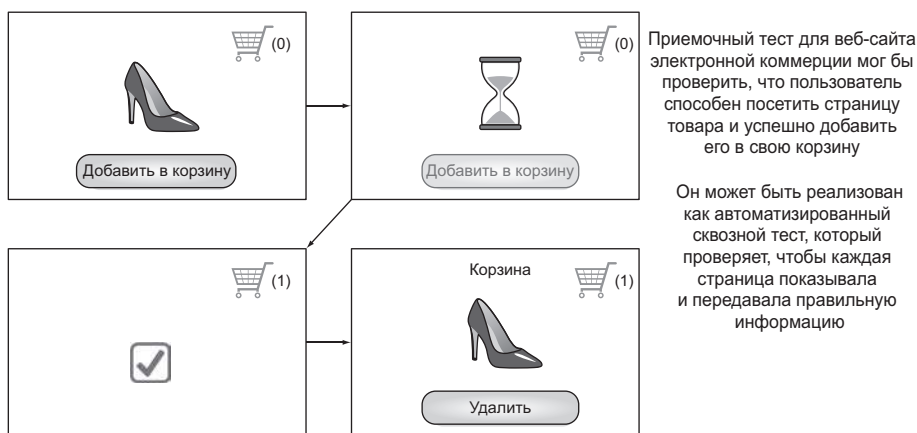 (0)
Добавить в корзину
(0)
Добавить в корзину
(1)
Корзина
(1)
Удалить
Приемочный тест для веб-сайта
электронной коммерции мог бы
проверить, что пользователь
способен посетить страницу
товара и успешно добавить
его в свою корзину
Он может быть реализован
как автоматизированный
сквозной тест, который
проверяет, чтобы каждая
страница показывала
и передавала правильную
информацию